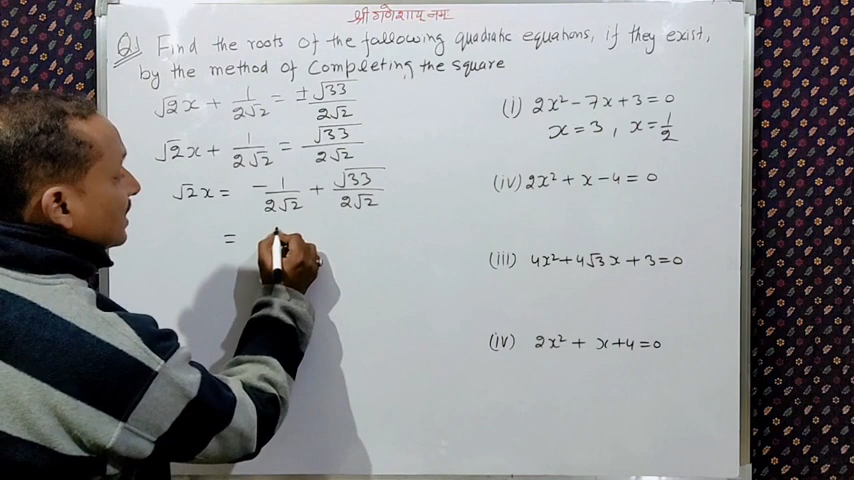 श्री गणेशाय नमः
Q1 Find the roots of the following quadratic equations, if they exist,
by the method of Completing the square
√2x + 1/2√2 = ± √33/2√2
√2x + 1/2√2 = √33/2√2
√2x = - 1/2√2 + √33/2√2
=
(i) 2x² - 7x + 3 = 0
x = 3 , x = 1/2
(iv) 2x² + x - 4 = 0
(iii) 4x² + 4√3x + 3 = 0
(iv) 2x² + x + 4 = 0